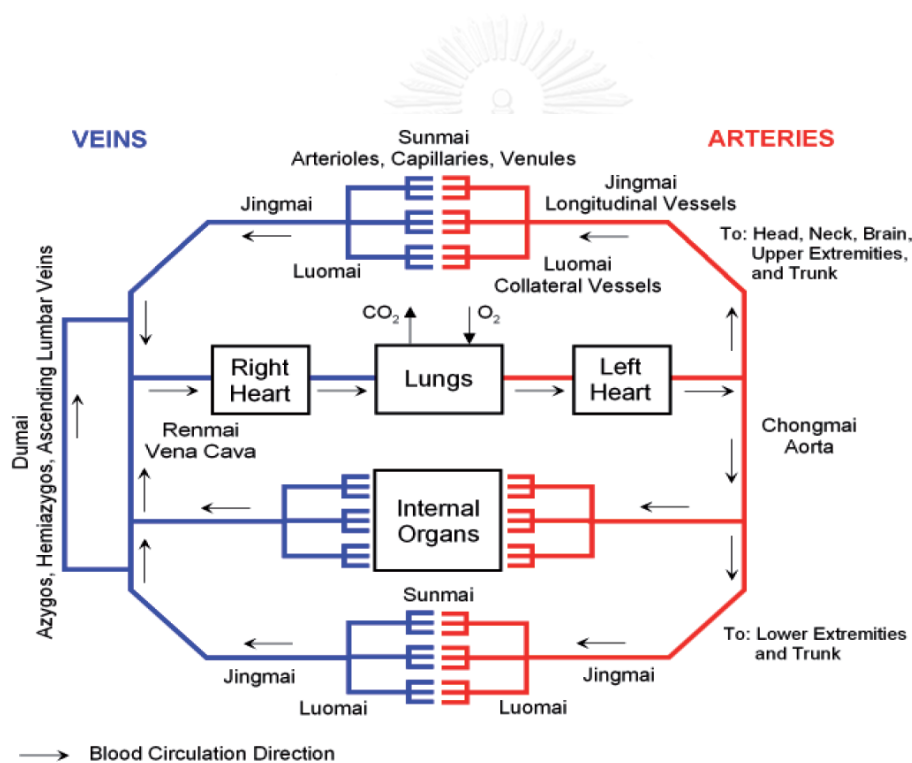 VEINS
Sunmai
Arterioles, Capillaries, Venules
ARTERIES
Jingmai
Jingmai
Longitudinal Vessels
To: Head, Neck, Brain,
Upper Extremities,
and Trunk
Luomai
Luomai
Collateral Vessels
CO₂
O₂
Right
Heart
Lungs
Left
Heart
Dumai
Azygos, Hemiazygos, Ascending Lumbar Veins
Renmai
Vena Cava
Chongmai
Aorta
Internal
Organs
Sunmai
To: Lower Extremities
and Trunk
Jingmai
Jingmai
Luomai
Luomai
Blood Circulation Direction